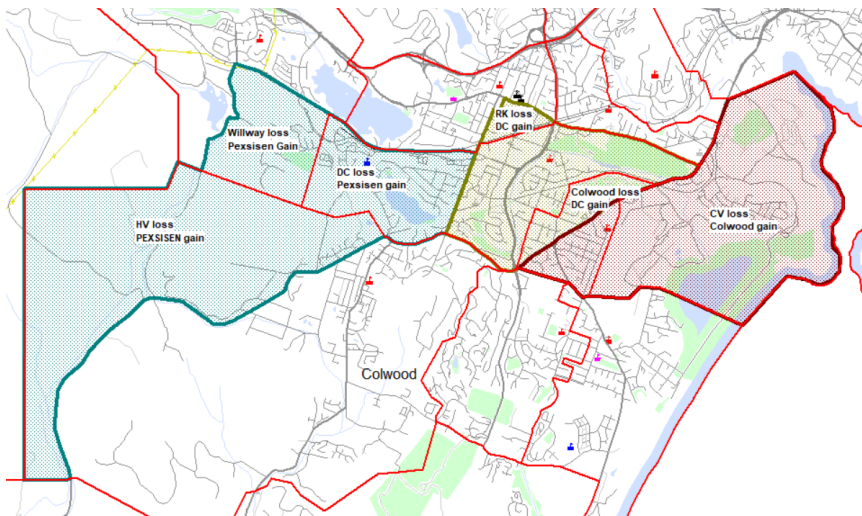 RK loss
DC gain
Willway loss
Pexsisen Gain
DC loss
Pexsisen gain
Colwood loss
DC gain
HV loss
PEXSISEN gain
CV loss
Colwood gain
Colwood